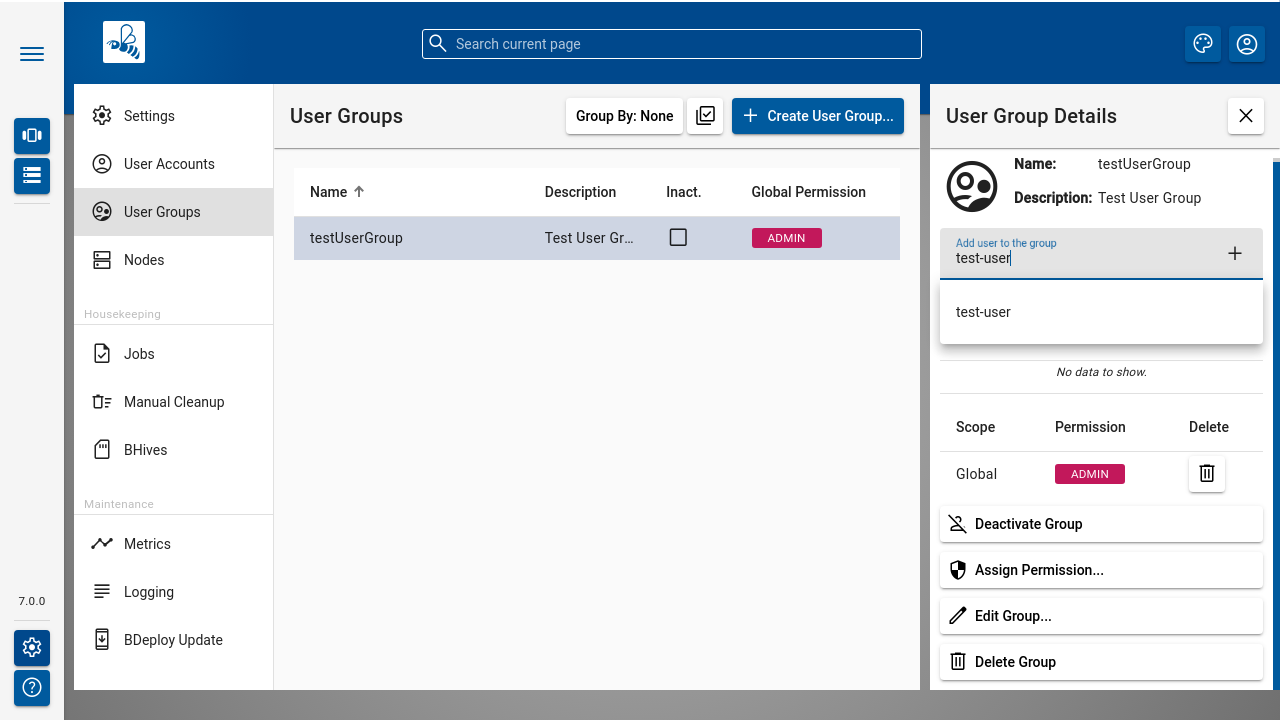 Search current page
Settings
User Accounts
User Groups
Nodes
Housekeeping
Jobs
Manual Cleanup
BHives
Maintenance
Metrics
Logging
BDeploy Update
7.0.0
User Groups
Group By: None
Create User Group...
Name
Description
Inact.
Global Permission
testUserGroup
Test User Gr...
ADMIN
User Group Details
Name: testUserGroup
Description: Test User Group
Add user to the group
test-user
test-user
No data to show.
Scope
Permission
Delete
Global
ADMIN
Deactivate Group
Assign Permission...
Edit Group...
Delete Group